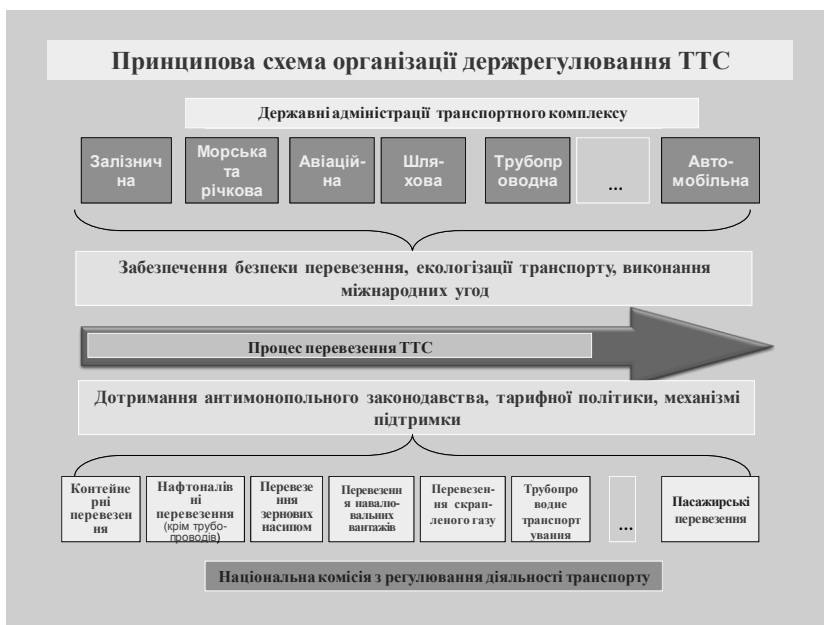 Принципова схема організації держрегулювання ТТС
Державні адміністрації транспортного комплексу
Залізнич
на
Морська
та
річкова
Авіацій-
на
Шля-
хова
Трубопр
оводна
...
Авто-
мобільна
Забезпечення безпеки перевезення, екологізації транспорту, виконання
міжнародних угод
Процес перевезення ТТС
Дотримання антимонопольного законодавства, тарифної політики, механізмі
підтримки
Контейне
рні
перевезен
ня
Нафтоналів
ні
перевезення
(крім трубо-
проводів)
Перевезе
ння
зернових
насипом
Перевезенн
я навалю-
вальних
вантажів
Перевезен-
ня скрап-
леного газу
Трубопро
водне
транспорт
ування
...
Пасажирські
перевезення
Національна комісія з регулювання діяльності транспорту